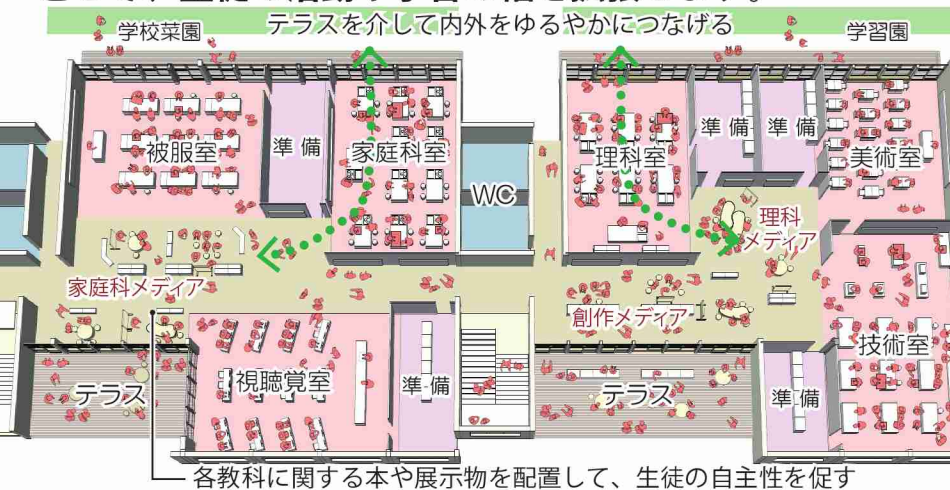 学校菜園
テラスを介して内外をゆるやかにつなげる
学習園
被服室
準備
家庭科室
WC
理科室
準備
準備
美術室
理科
メディア
家庭科メディア
創作メディア
技術室
テラス
視聴覚室
準備
テラス
準備
各教科に関する本や展示物を配置して、生徒の自主性を促す